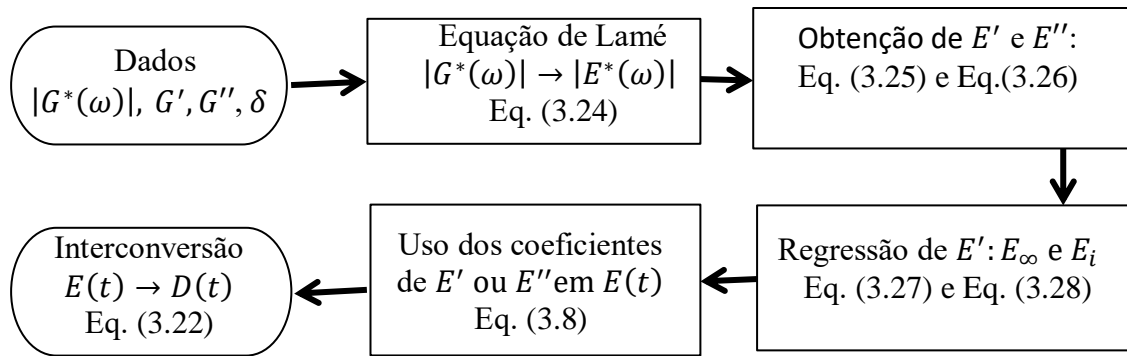 Dados
|G*(ω)|, G′, G′′, δ
Equação de Lamé
|G*(ω)| → |E*(ω)|
Eq. (3.24)
Obtenção de E′ e E′′:
Eq. (3.25) e Eq.(3.26)
Regressão de E′: E∞ e Eᵢ
Eq. (3.27) e Eq. (3.28)
Uso dos coeficientes
de E′ ou E′′em E(t)
Eq. (3.8)
Interconversão
E(t) → D(t)
Eq. (3.22)